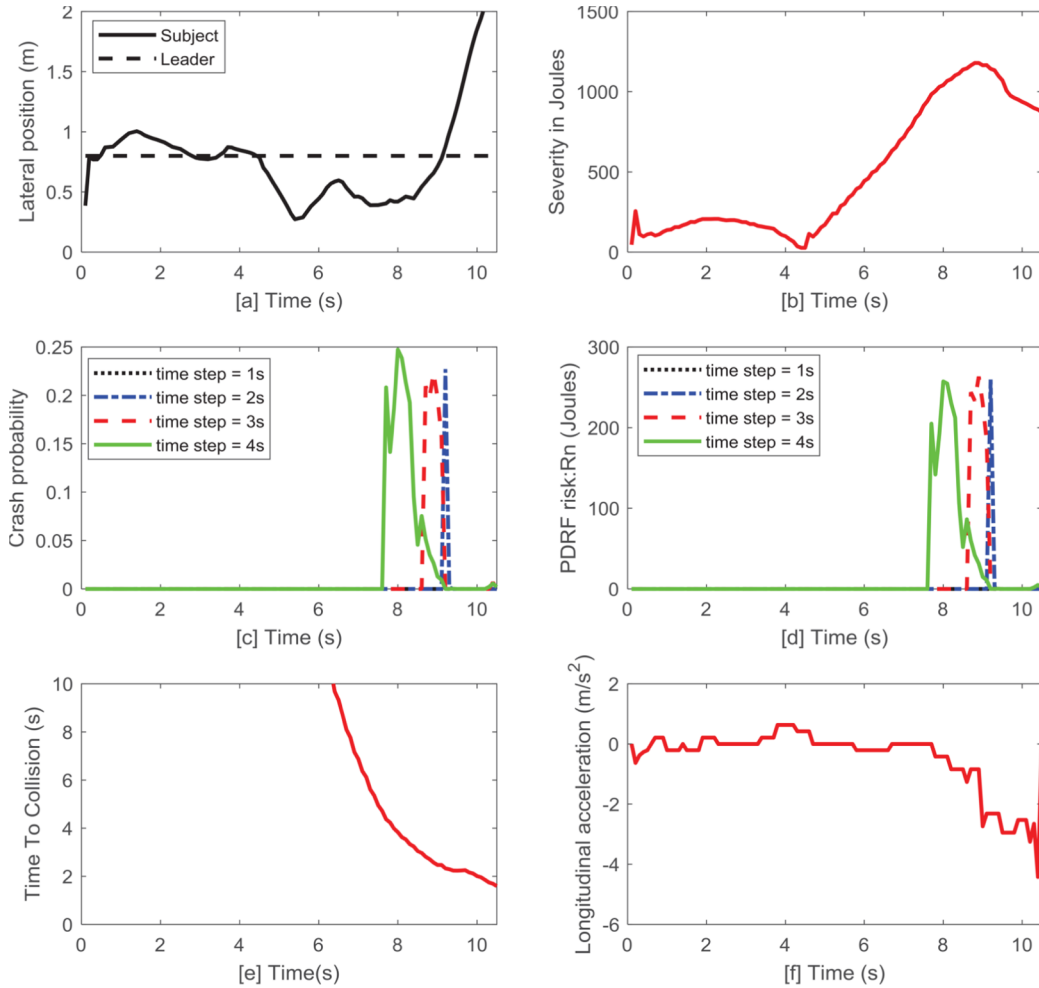 2
1.5
1
0.5
0
Lateral position (m)
Subject
Leader
0 2 4 6 8 10
[a] Time (s)
1500
1000
500
0
Severity in Joules
0 2 4 6 8 10
[b] Time (s)
0.25
0.2
0.15
0.1
0.05
0
Crash probability
time step = 1s
time step = 2s
time step = 3s
time step = 4s
0 2 4 6 8 10
[c] Time (s)
300
200
100
0
PDRF risk:Rn (Joules)
time step = 1s
time step = 2s
time step = 3s
time step = 4s
0 2 4 6 8 10
[d] Time (s)
10
8
6
4
2
0
Time To Collision (s)
0 2 4 6 8 10
[e] Time(s)
2
0
-2
-4
-6
Longitudinal acceleration (m/s²)
0 2 4 6 8 10
[f] Time (s)